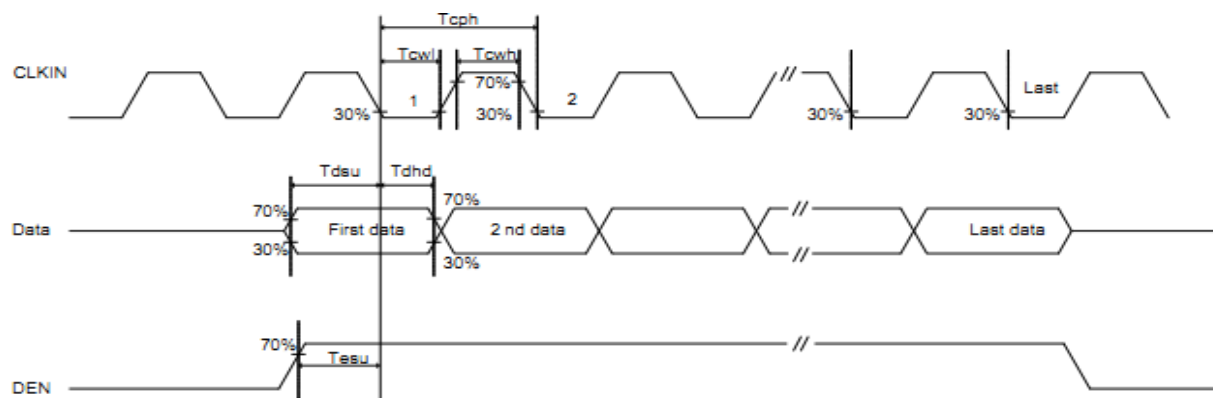 Tcph
Tcwl Tcwh
CLKIN
70%
30% 1 30% 2 30% 30% Last
Tdsu Tdhd
70% 70%
Data First data 2 nd data Last data
30% 30%
70%
Tesu
DEN